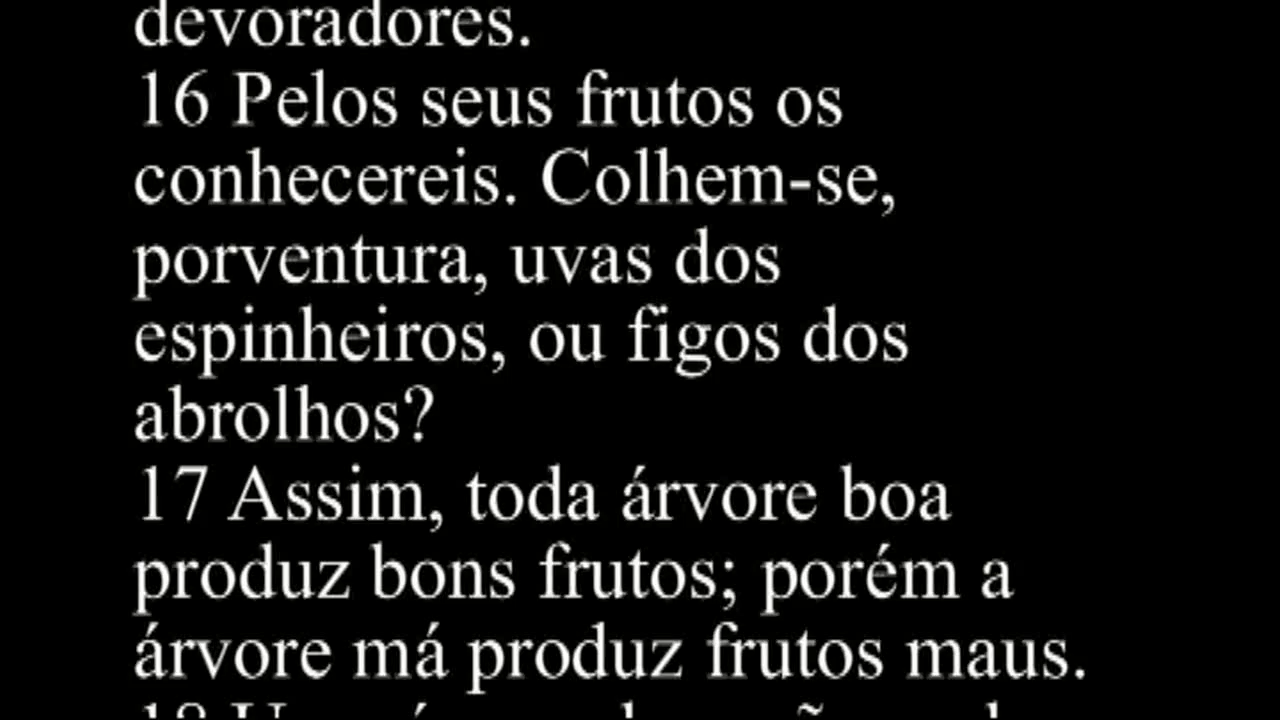 devoradores.
16 Pelos seus frutos os
conhecereis. Colhem-se,
porventura, uvas dos
espinheiros, ou figos dos
abrolhos?
17 Assim, toda árvore boa
produz bons frutos; porém a
árvore má produz frutos maus.